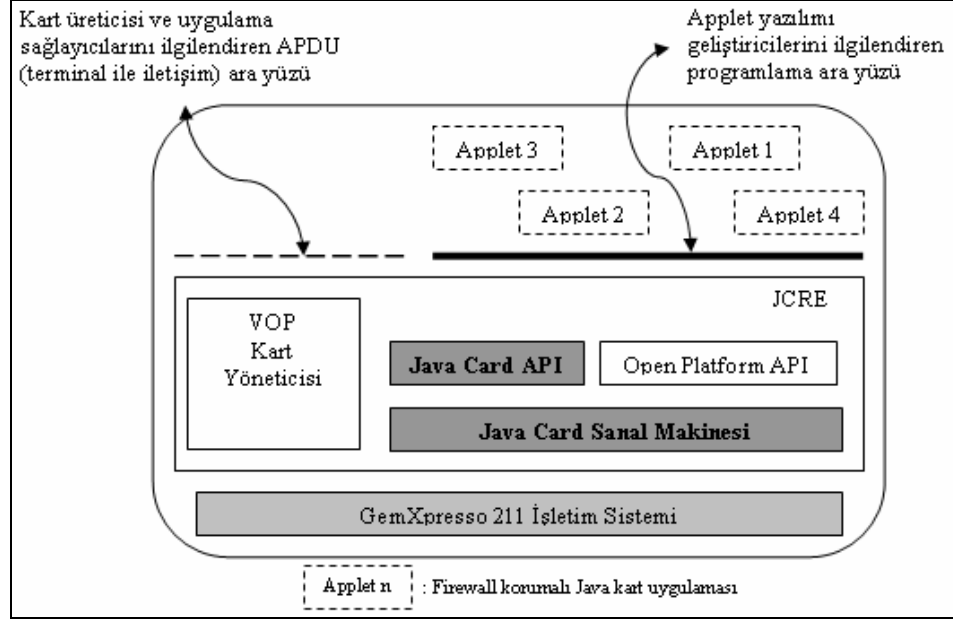 Kart üreticisi ve uygulama
sağlayıcılarını ilgilendiren APDU
(terminal ile iletişim) ara yüzü
Applet yazılımı
geliştiricilerini ilgilendiren
programlama ara yüzü
Applet 3
Applet 1
Applet 2
Applet 4
JCRE
VOP
Kart
Yöneticisi
Java Card API
Open Platform API
Java Card Sanal Makinesi
GemXpresso 211 İşletim Sistemi
Applet n : Firewall korumalı Java kart uygulaması